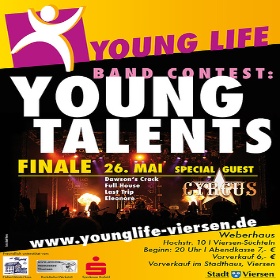 YOUNG LIFE
BAND CONTEST:
YOUNG
TALENTS
FINALE 26. MAI SPECIAL GUEST
Dawson's Crack
Full House
Last Trip
Eleonore
CYRCUS
www.younglife-viersen.de
Weberhaus
Hochstr. 10 I Viersen-Süchteln
Beginn: 20 Uhr I Abendkasse 7,- €
Vorverkauf 6,- €
Vorverkauf im Stadthaus, Viersen
Stadt Viersen